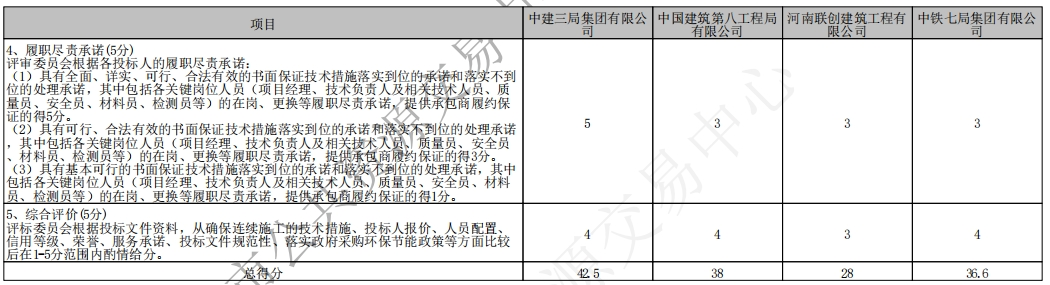 项目 中建三局集团有限公 中国建筑第八工程局 河南联创建筑工程有 中铁七局集团有限公
司 有限公司 限公司 司
4、履职尽责承诺(5分)
评审委员会根据各投标人的履职尽责承诺:
（1）具有全面、详实、可行、合法有效的书面保证技术措施落实到位的承诺和落实不到
位的处理承诺，其中包括各关键岗位人员（项目经理、技术负责人及相关技术人员、质
量员、安全员、材料员、检测员等）的在岗、更换等履职尽责承诺，提供承包商履约保
证的得5分。
（2）具有可行、合法有效的书面保证技术措施落实到位的承诺和落实不到位的处理承诺
，其中包括各关键岗位人员（项目经理、技术负责人及相关技术人员、质量员、安全员
、材料员、检测员等）的在岗、更换等履职尽责承诺，提供承包商履约保证的得3分。
（3）具有基本可行的书面保证技术措施落实到位的承诺和落实不到位的处理承诺，其中
包括各关键岗位人员（项目经理、技术负责人及相关技术人员、质量员、安全员、材料
员、检测员等）的在岗、更换等履职尽责承诺，提供承包商履约保证的得1分。
5 3 3 3
5、综合评价(5分)
评标委员会根据投标文件资料，从确保连续施工的技术措施、投标人报价、人员配置、
信用等级、荣誉、服务承诺、投标文件规范性、落实政府采购环保节能政策等方面比较
后在1-5分范围内酌情给分。
4 4 3 4
总得分 42.5 38 28 36.6
市公共资源交易中心
源交易中心